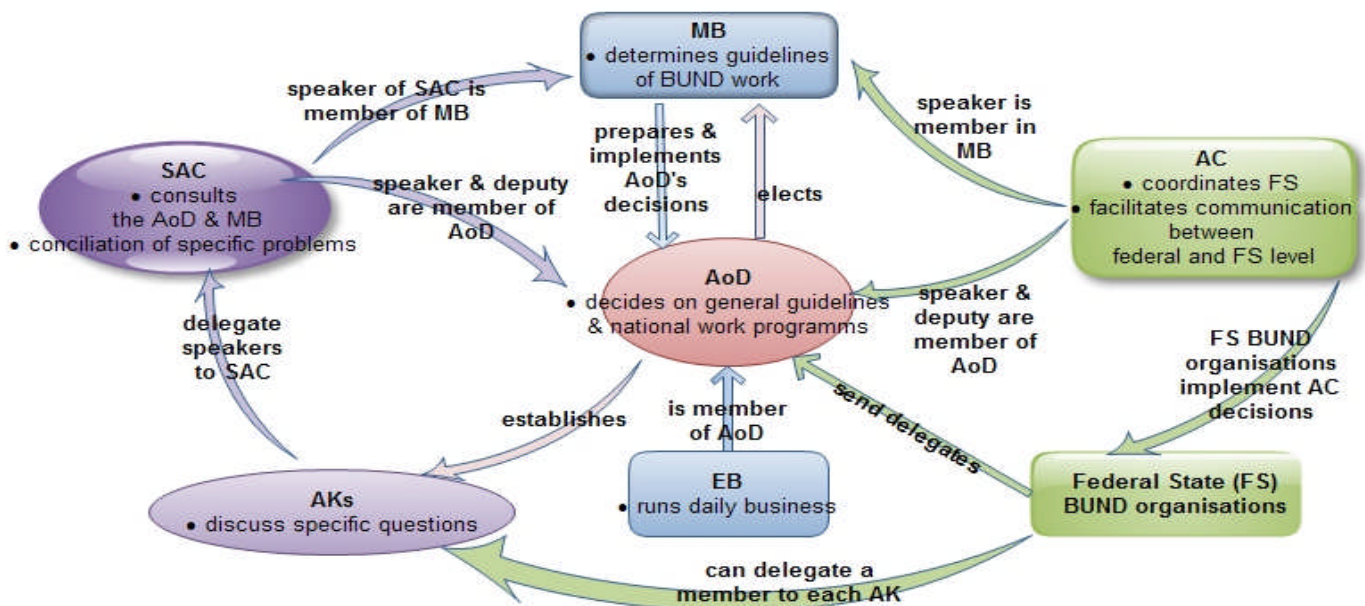 MB
• determines guidelines
of BUND work
speaker of SAC is
member of MB
prepares &
implements
AoD's
decisions
elects
speaker is
member in
MB
SAC
• consults
the AoD & MB
• conciliation of specific problems
speaker & deputy
are member of
AoD
AC
• coordinates FS
• facilitates communication
between
federal and FS level
AoD
• decides on general guidelines
& national work programms
speaker &
deputy are
member of
AoD
delegate
speakers
to SAC
FS BUND
organisations
implement AC
decisions
establishes
is member
of AoD
send delegates
AKs
• discuss specific questions
EB
• runs daily business
Federal State (FS)
BUND organisations
can delegate a
member to each AK